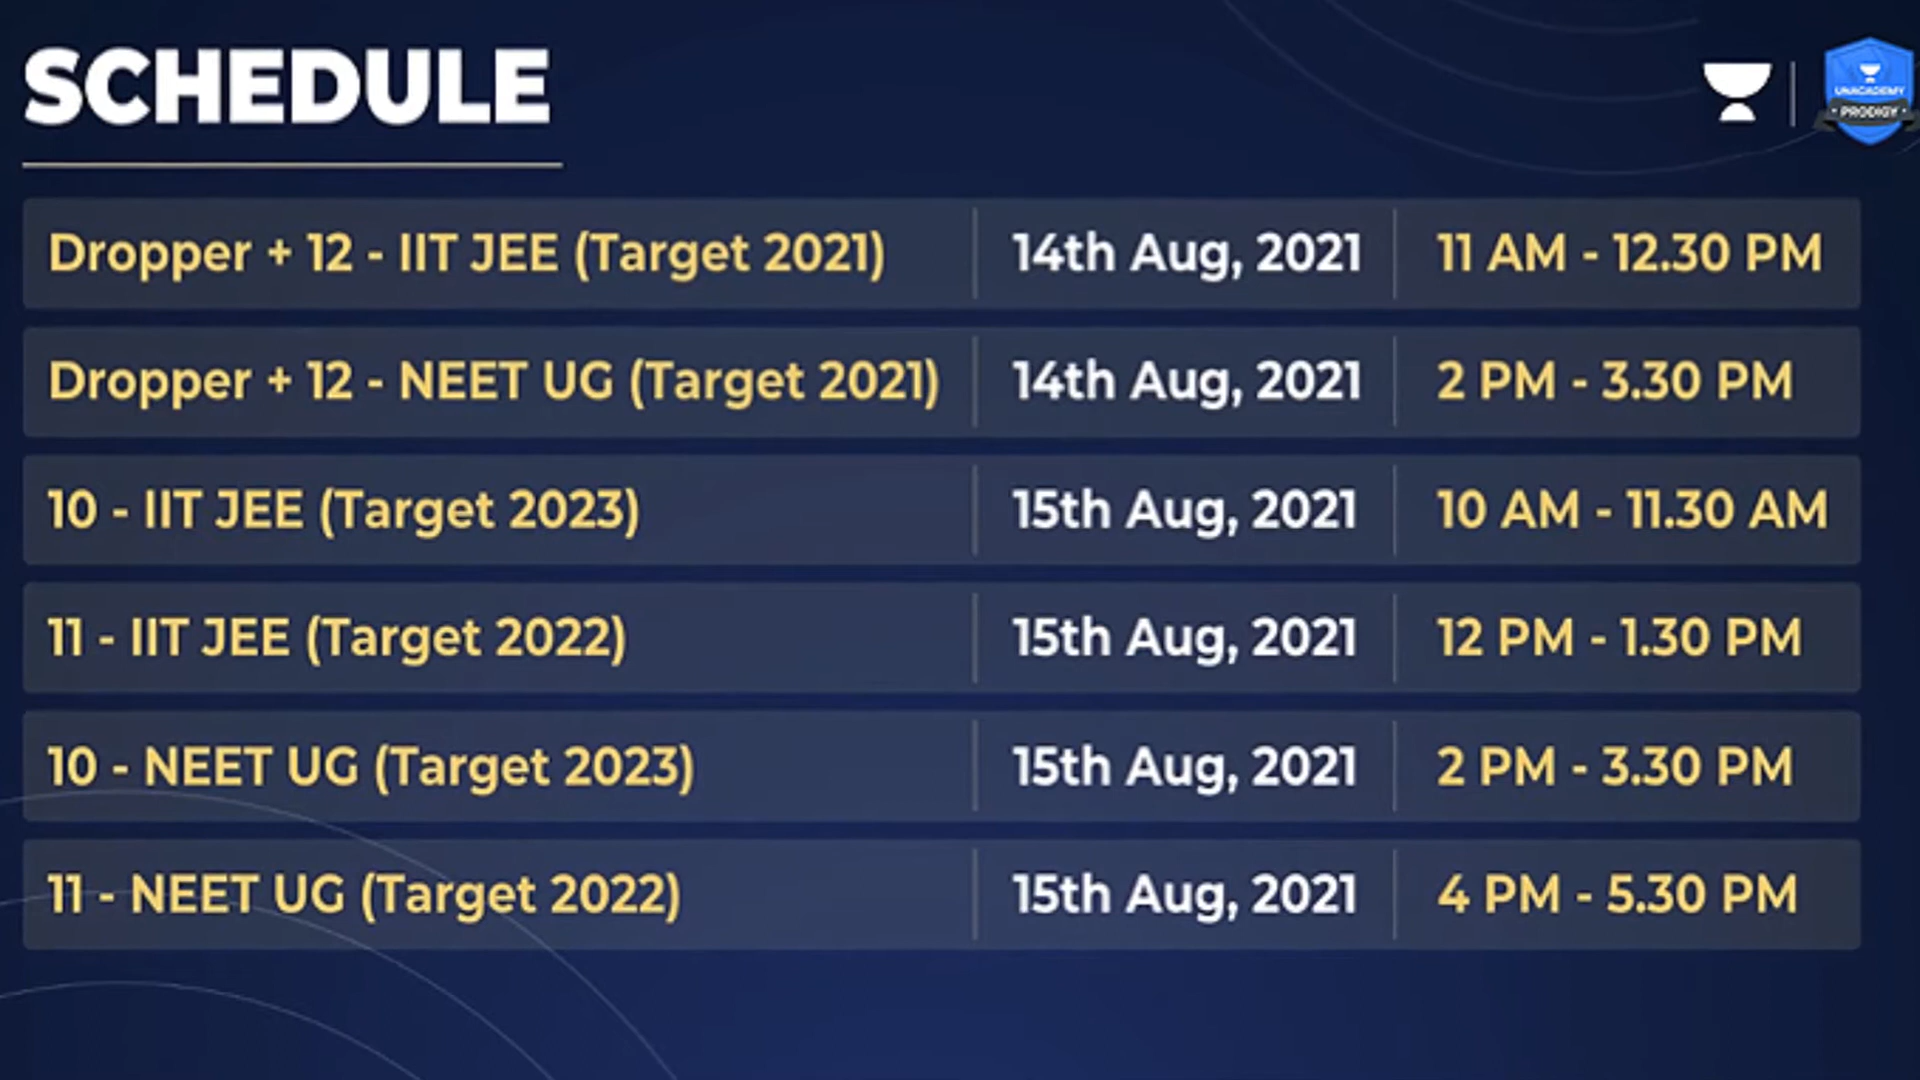 SCHEDULE
UNACADEMY
PRODIGY
Dropper + 12 - IIT JEE (Target 2021) 14th Aug, 2021 11 AM - 12.30 PM
Dropper + 12 - NEET UG (Target 2021) 14th Aug, 2021 2 PM - 3.30 PM
10 - IIT JEE (Target 2023) 15th Aug, 2021 10 AM - 11.30 AM
11 - IIT JEE (Target 2022) 15th Aug, 2021 12 PM - 1.30 PM
10 - NEET UG (Target 2023) 15th Aug, 2021 2 PM - 3.30 PM
11 - NEET UG (Target 2022) 15th Aug, 2021 4 PM - 5.30 PM